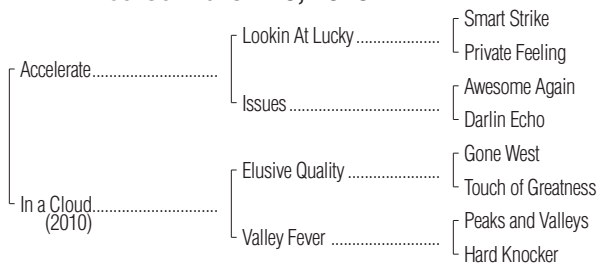 Smart Strike
Lookin At Lucky
Private Feeling
Accelerate
Awesome Again
Issues
Darlin Echo
Gone West
Elusive Quality
Touch of Greatness
In a Cloud
(2010)
Peaks and Valleys
Valley Fever
Hard Knocker